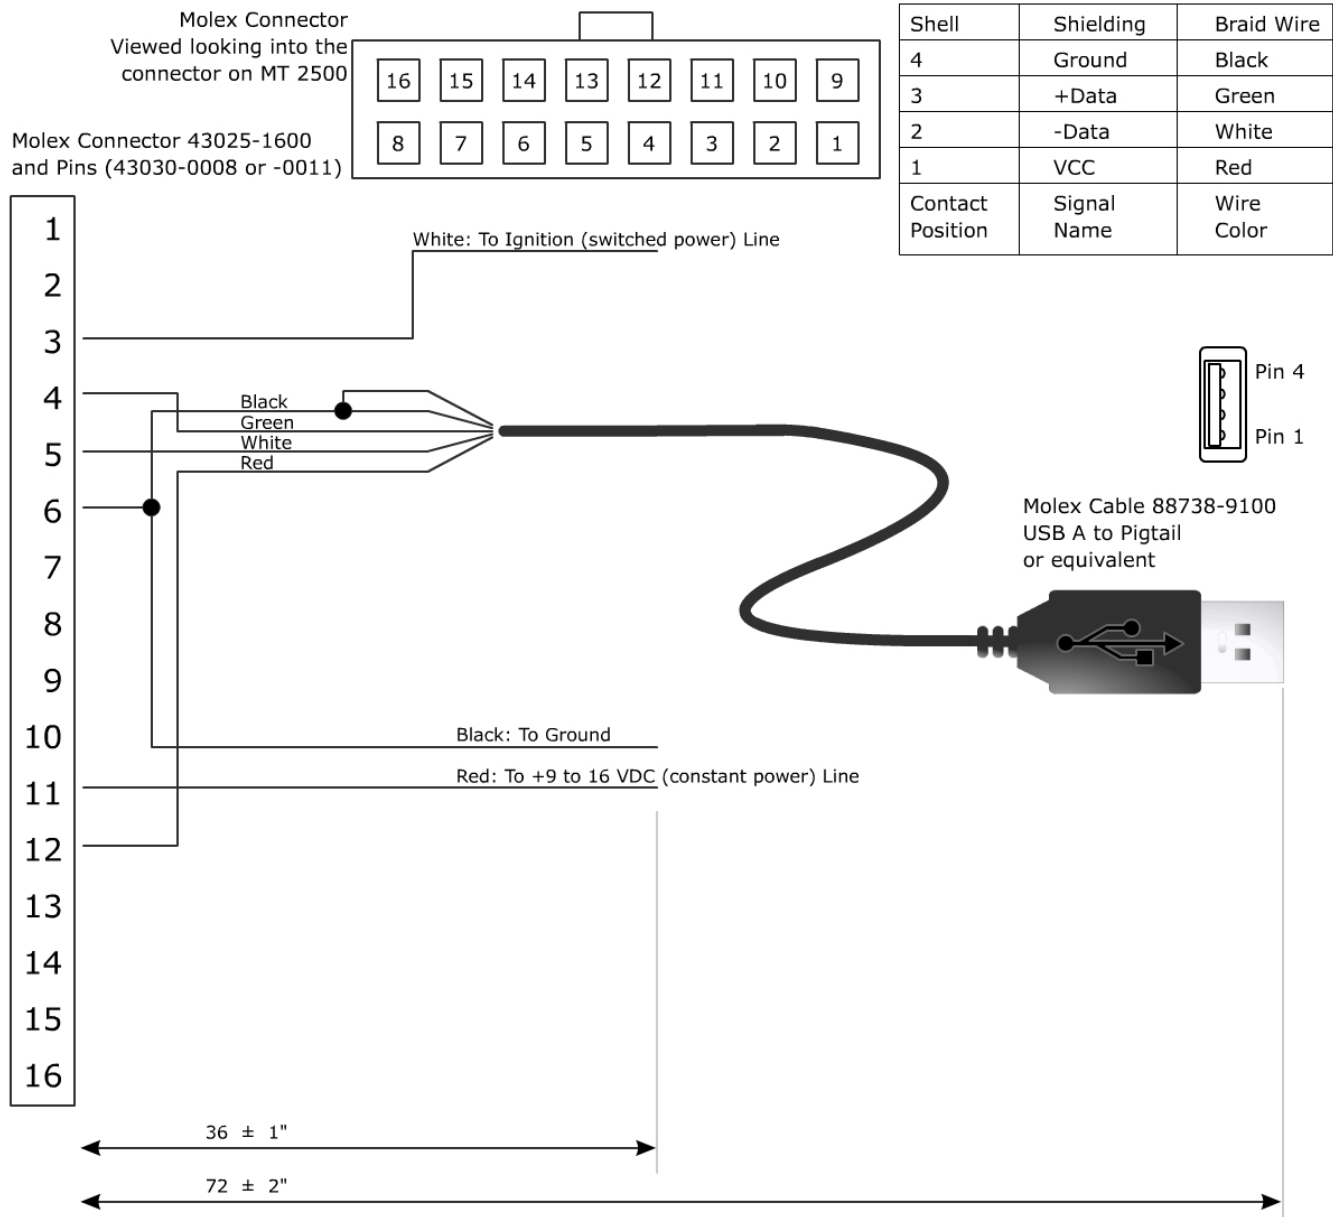 Molex Connector
Viewed looking into the
connector on MT 2500
16 15 14 13 12 11 10 9
8 7 6 5 4 3 2 1
Shell Shielding Braid Wire
4 Ground Black
3 +Data Green
2 -Data White
1 VCC Red
Contact Signal Wire
Position Name Color
Molex Connector 43025-1600
and Pins (43030-0008 or -0011)
1
2
3
4
5
6
7
8
9
10
11
12
13
14
15
16
White: To Ignition (switched power) Line
Black
Green
White
Red
Pin 4
Pin 1
Molex Cable 88738-9100
USB A to Pigtail
or equivalent
Black: To Ground
Red: To +9 to 16 VDC (constant power) Line
36 ± 1"
72 ± 2"